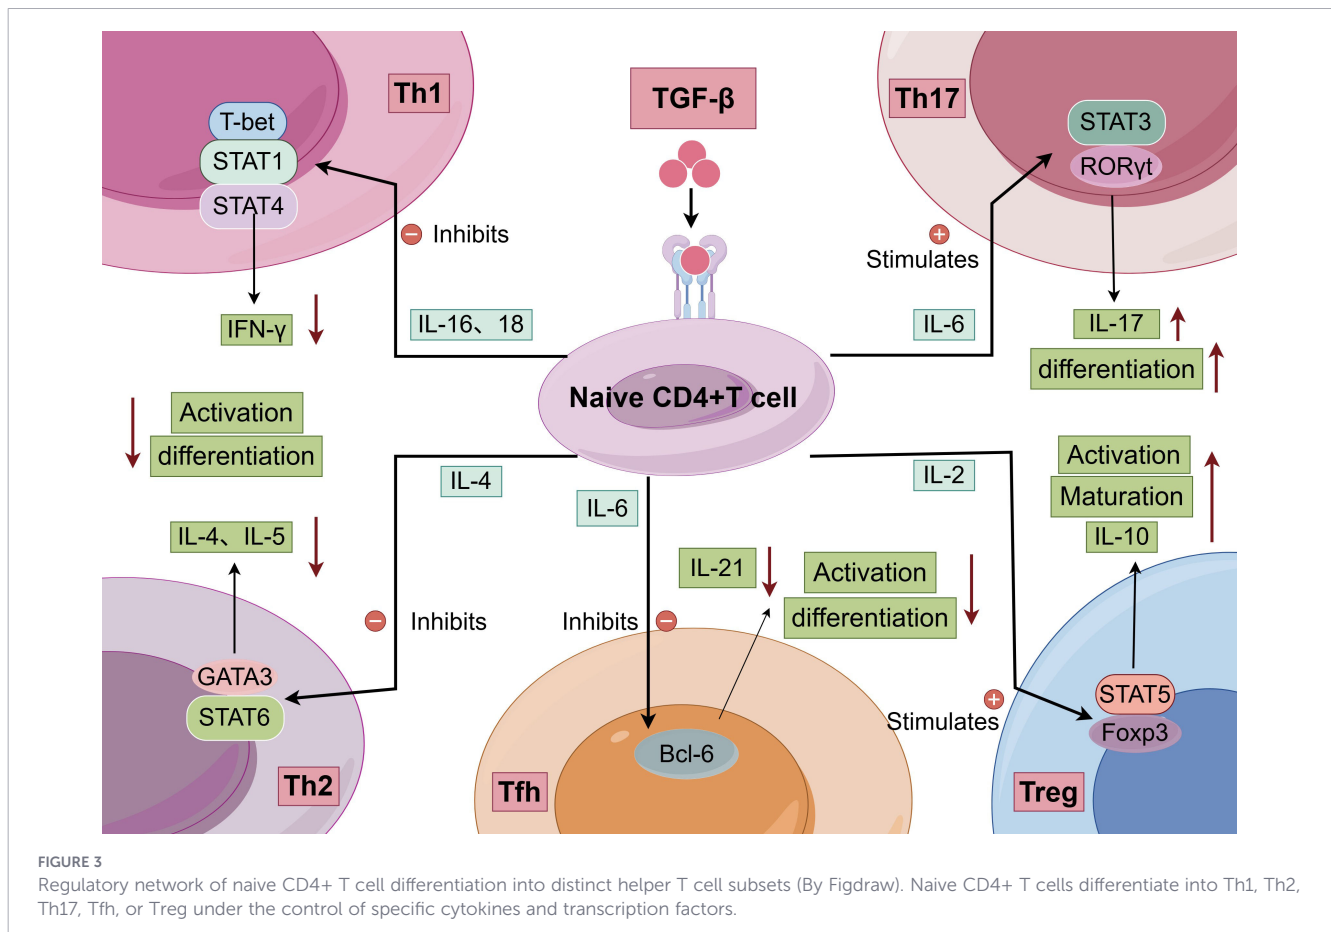 Th1
TGF-β
Th17
T-bet
STAT1
STAT4
STAT3
RORγt
Inhibits
Stimulates
IFN-γ
IL-16、18
IL-6
IL-17
differentiation
Naive CD4+T cell
Activation
differentiation
IL-4
IL-6
IL-2
Activation
Maturation
IL-10
IL-4、IL-5
IL-21
Activation
differentiation
Inhibits
Inhibits
Stimulates
GATA3
STAT6
Bcl-6
STAT5
Foxp3
Th2
Tfh
Treg
FIGURE 3
Regulatory network of naive CD4+ T cell differentiation into distinct helper T cell subsets (By Figdraw). Naive CD4+ T cells differentiate into Th1, Th2,
Th17, Tfh, or Treg under the control of specific cytokines and transcription factors.